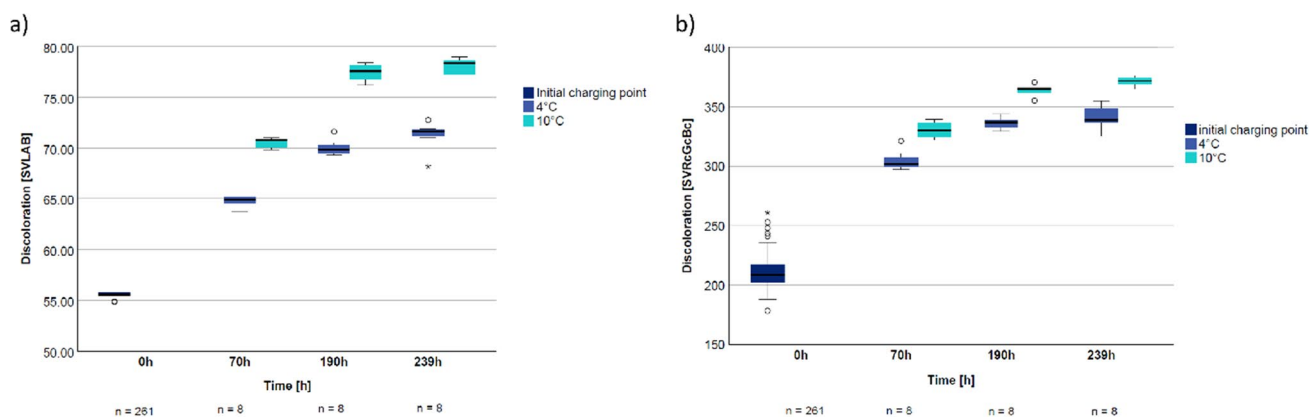 a)
Discoloration [SVLAB]
80.00
75.00
70.00
65.00
60.00
55.00
50.00
0h 70h 190h 239h
Time [h]
n = 261 n = 8 n = 8 n = 8
Initial charging point
4°C
10°C
b)
Discoloration [SVRcGcBc]
400
350
300
250
200
150
0h 70h 190h 239h
Time [h]
n = 261 n = 8 n = 8 n = 8
initial charging point
4°C
10°C